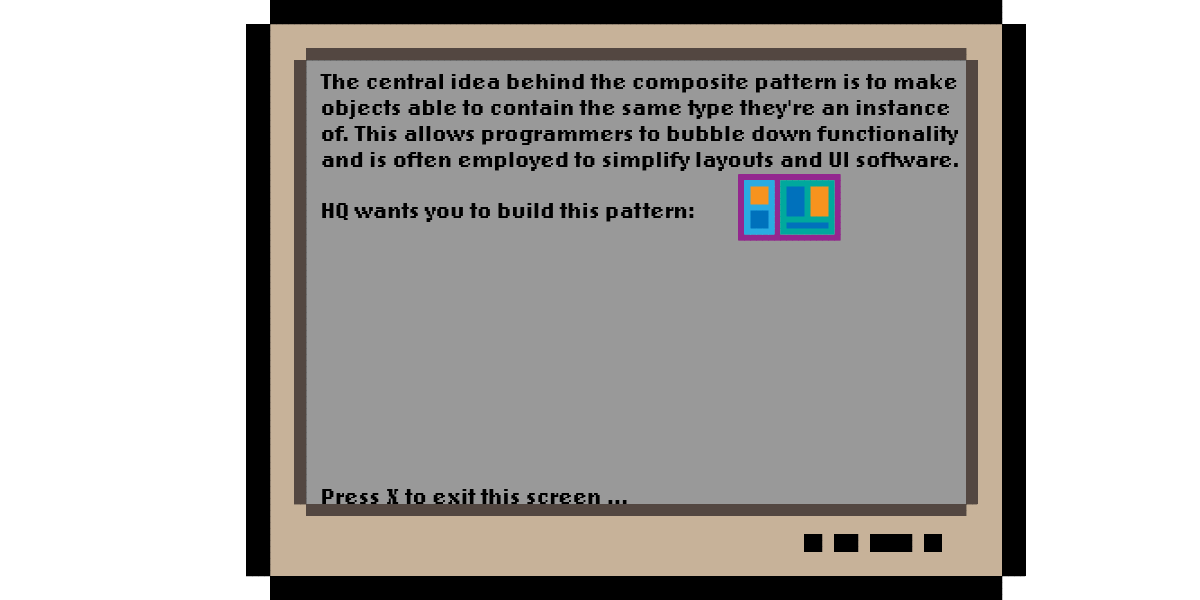 The central idea behind the composite pattern is to make
objects able to contain the same type they're an instance
of. This allows programmers to bubble down functionality
and is often employed to simplify layouts and UI software.
HQ wants you to build this pattern:
Press X to exit this screen ...